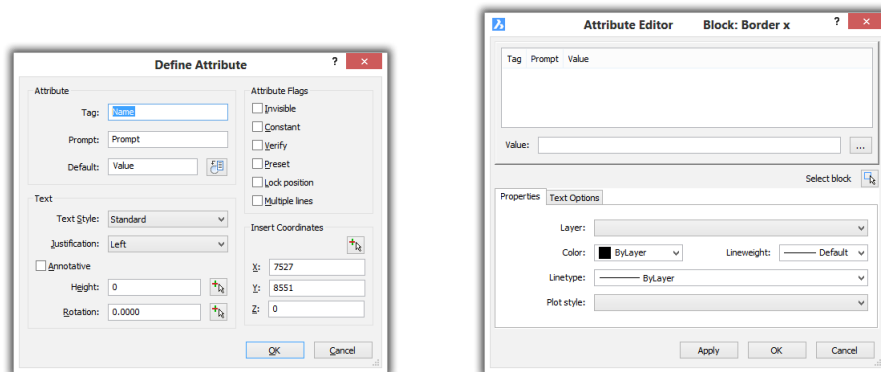 Define Attribute ? ×
Attribute
Tag: Name
Prompt: Prompt
Default: Value
Text
Text Style: Standard
Justification: Left
Annotative
Height: 0
Rotation: 0.0000
Attribute Flags
Invisible
Constant
Verify
Preset
Lock position
Multiple lines
Insert Coordinates
X: 7527
Y: 8551
Z: 0
OK Cancel
Attribute Editor Block: Border x ? ×
Tag Prompt Value
Value: ...
Select block
Properties Text Options
Layer:
Color: ByLayer Lineweight: Default
Linetype: ByLayer
Plot style:
Apply OK Cancel